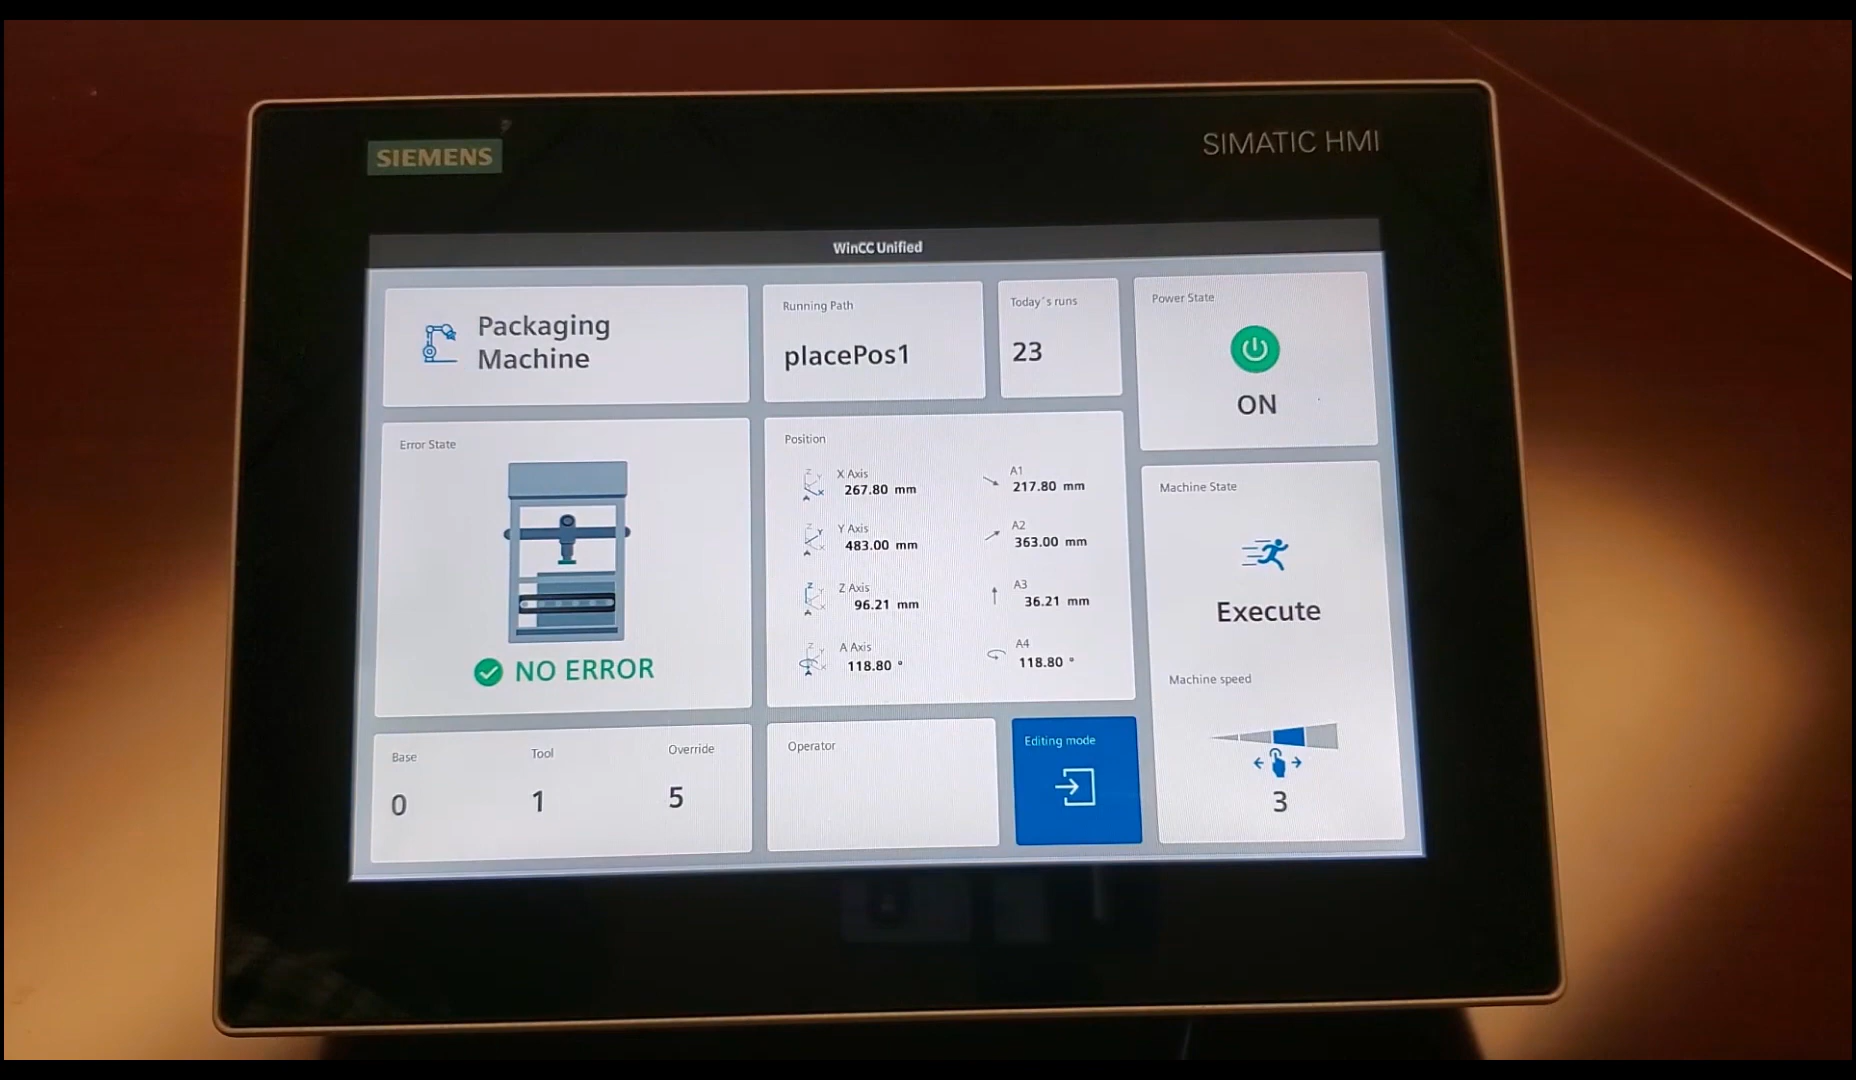 SIEMENS
SIMATIC HMI
WinCC Unified
Packaging
Machine
Running Path
placePos1
Today´s runs
23
Power State
ON
Error State
NO ERROR
Position
X Axis
267.80 mm
A1
217.80 mm
Y Axis
483.00 mm
A2
363.00 mm
Z Axis
96.21 mm
A3
36.21 mm
A Axis
118.80 °
A4
118.80 °
Machine State
Execute
Machine speed
3
Base
0
Tool
1
Override
5
Operator
Editing mode